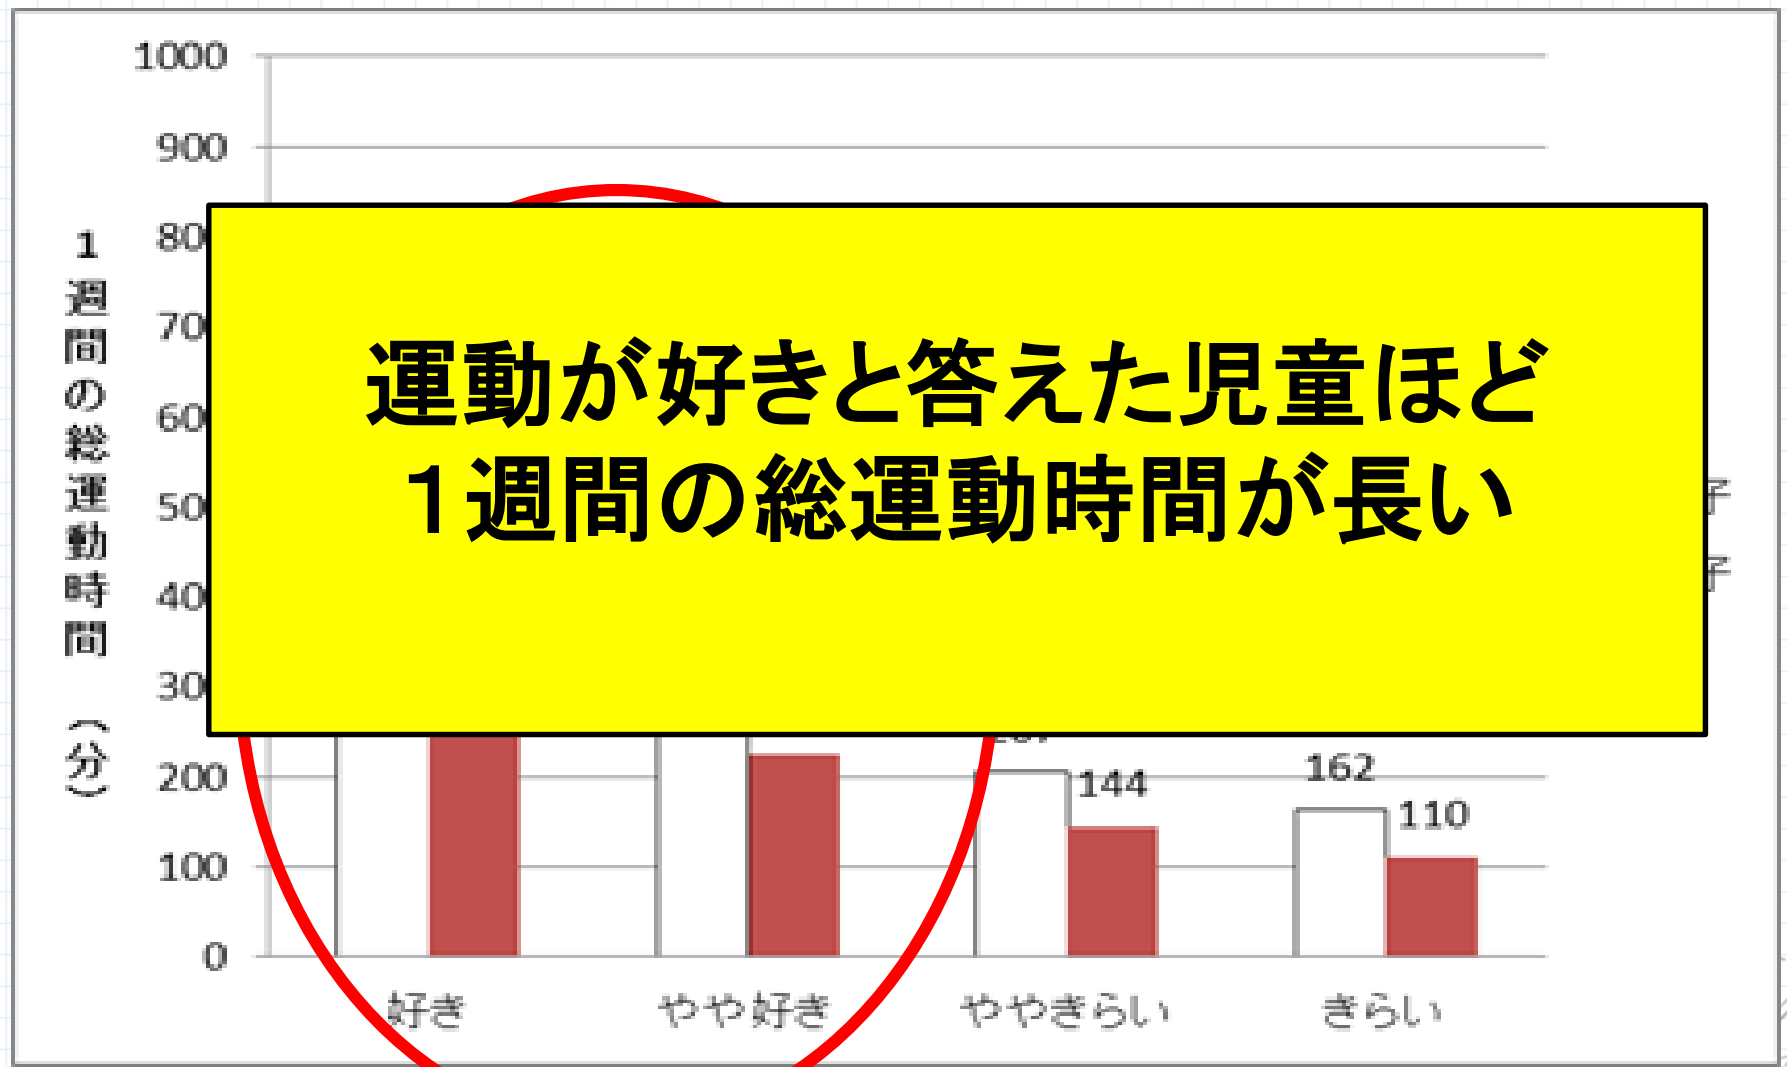 1000
900
1週間の総運動時間（分）
運動が好きと答えた児童ほど
１週間の総運動時間が長い
子
子
200
144
162
110
100
0
好き
やや好き
ややきらい
きらい